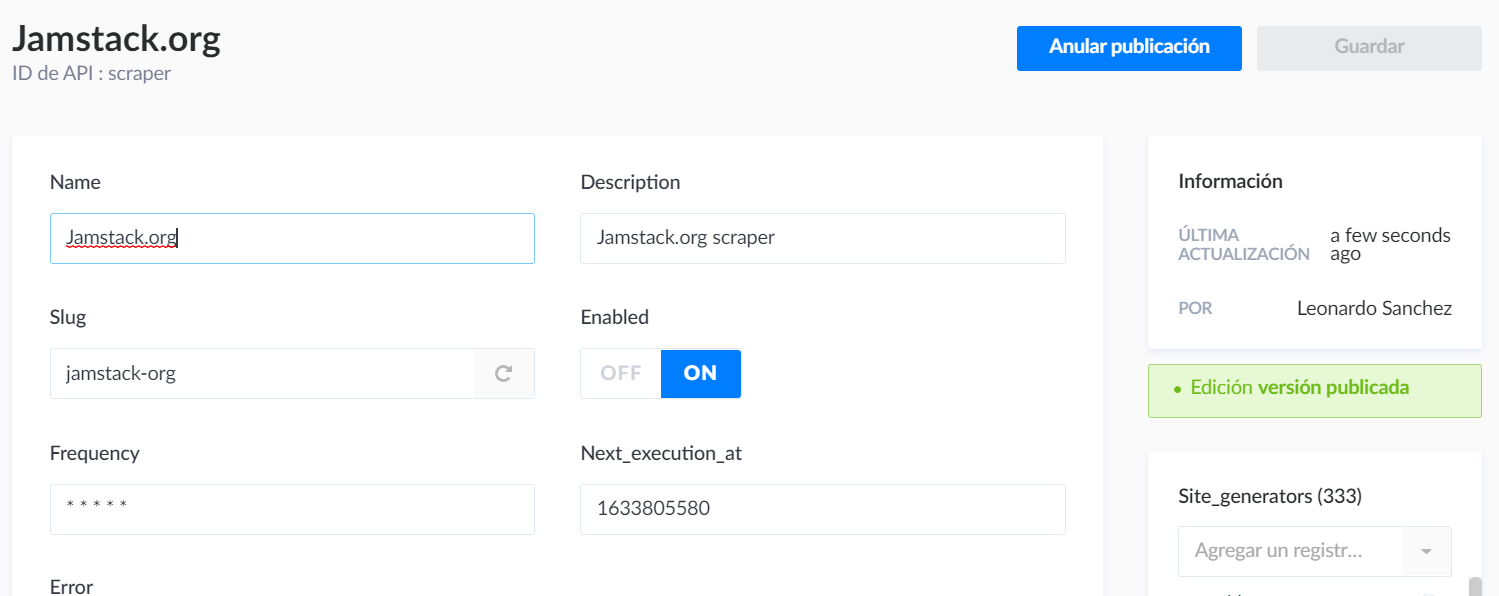 Jamstack.org
ID de API : scraper
Anular publicación
Guardar
Name
Jamstack.org
Description
Jamstack.org scraper
Slug
jamstack-org
Enabled
OFF
ON
Frequency
* * * * *
Next_execution_at
1633805580
Error
Información
ÚLTIMA
ACTUALIZACIÓN
a few seconds
ago
POR
Leonardo Sanchez
• Edición versión publicada
Site_generators (333)
Agregar un registr...